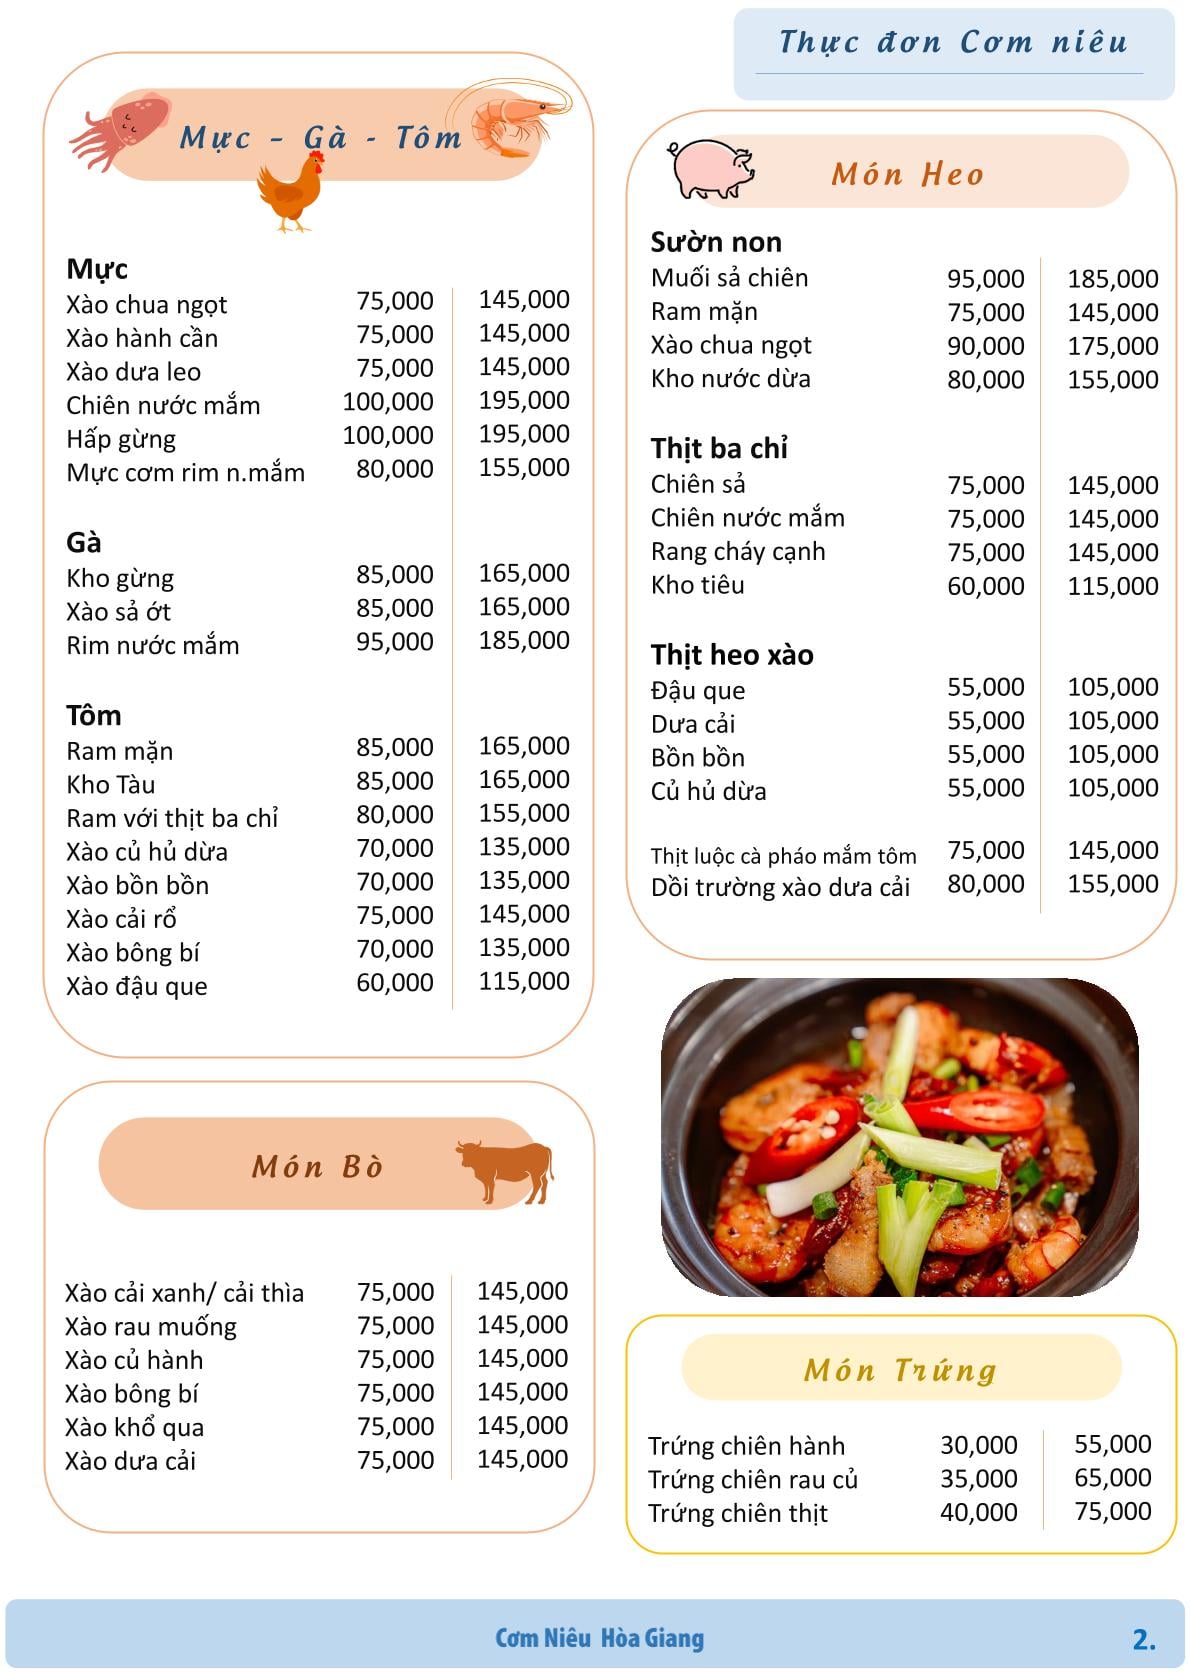 Thực đơn Cơm niêu
Mực – Gà - Tôm
Mực
Xào chua ngọt 75,000 145,000
Xào hành cần 75,000 145,000
Xào dưa leo 75,000 145,000
Chiên nước mắm 100,000 195,000
Hấp gừng 100,000 195,000
Mực cơm rim n.mắm 80,000 155,000
Gà
Kho gừng 85,000 165,000
Xào sả ớt 85,000 165,000
Rim nước mắm 95,000 185,000
Tôm
Ram mặn 85,000 165,000
Kho Tàu 85,000 165,000
Ram với thịt ba chỉ 80,000 155,000
Xào củ hủ dừa 70,000 135,000
Xào bồn bồn 70,000 135,000
Xào cải rổ 75,000 145,000
Xào bông bí 70,000 135,000
Xào đậu que 60,000 115,000
Món Bò
Xào cải xanh/ cải thìa 75,000 145,000
Xào rau muống 75,000 145,000
Xào củ hành 75,000 145,000
Xào bông bí 75,000 145,000
Xào khổ qua 75,000 145,000
Xào dưa cải 75,000 145,000
Món Heo
Sườn non
Muối sả chiên 95,000 185,000
Ram mặn 75,000 145,000
Xào chua ngọt 90,000 175,000
Kho nước dừa 80,000 155,000
Thịt ba chỉ
Chiên sả 75,000 145,000
Chiên nước mắm 75,000 145,000
Rang cháy cạnh 75,000 145,000
Kho tiêu 60,000 115,000
Thịt heo xào
Đậu que 55,000 105,000
Dưa cải 55,000 105,000
Bồn bồn 55,000 105,000
Củ hủ dừa 55,000 105,000
Thịt luộc cà pháo mắm tôm 75,000 145,000
Dồi trường xào dưa cải 80,000 155,000
Món Trứng
Trứng chiên hành 30,000 55,000
Trứng chiên rau củ 35,000 65,000
Trứng chiên thịt 40,000 75,000
Cơm Niêu Hòa Giang
2.